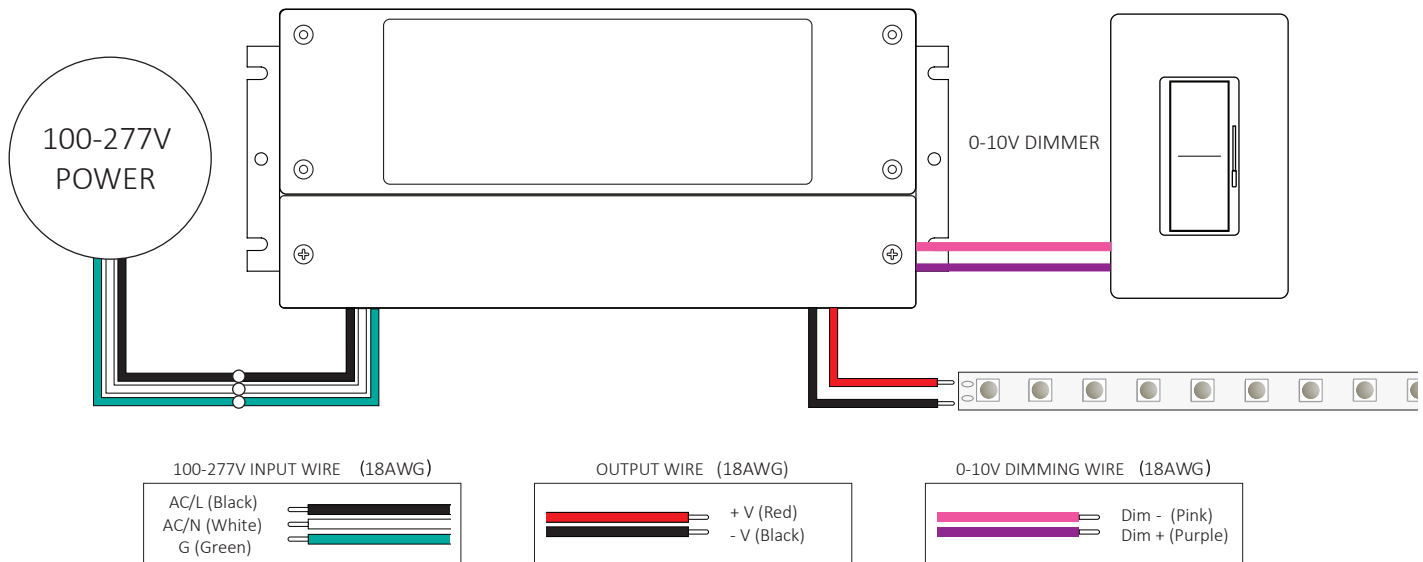 100-277V
POWER
0-10V DIMMER
100-277V INPUT WIRE (18AWG)
AC/L (Black)
AC/N (White)
G (Green)
OUTPUT WIRE (18AWG)
+ V (Red)
- V (Black)
0-10V DIMMING WIRE (18AWG)
Dim - (Pink)
Dim + (Purple)